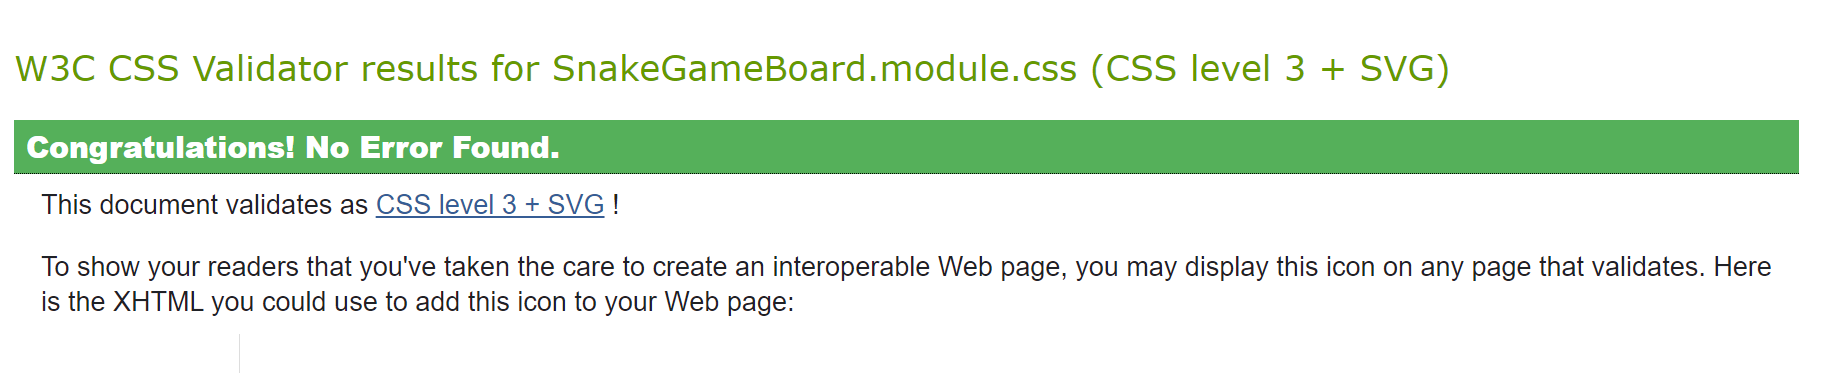 W3C CSS Validator results for SnakeGameBoard.module.css (CSS level 3 + SVG)
Congratulations! No Error Found.
This document validates as CSS level 3 + SVG !
To show your readers that you've taken the care to create an interoperable Web page, you may display this icon on any page that validates. Here
is the XHTML you could use to add this icon to your Web page: